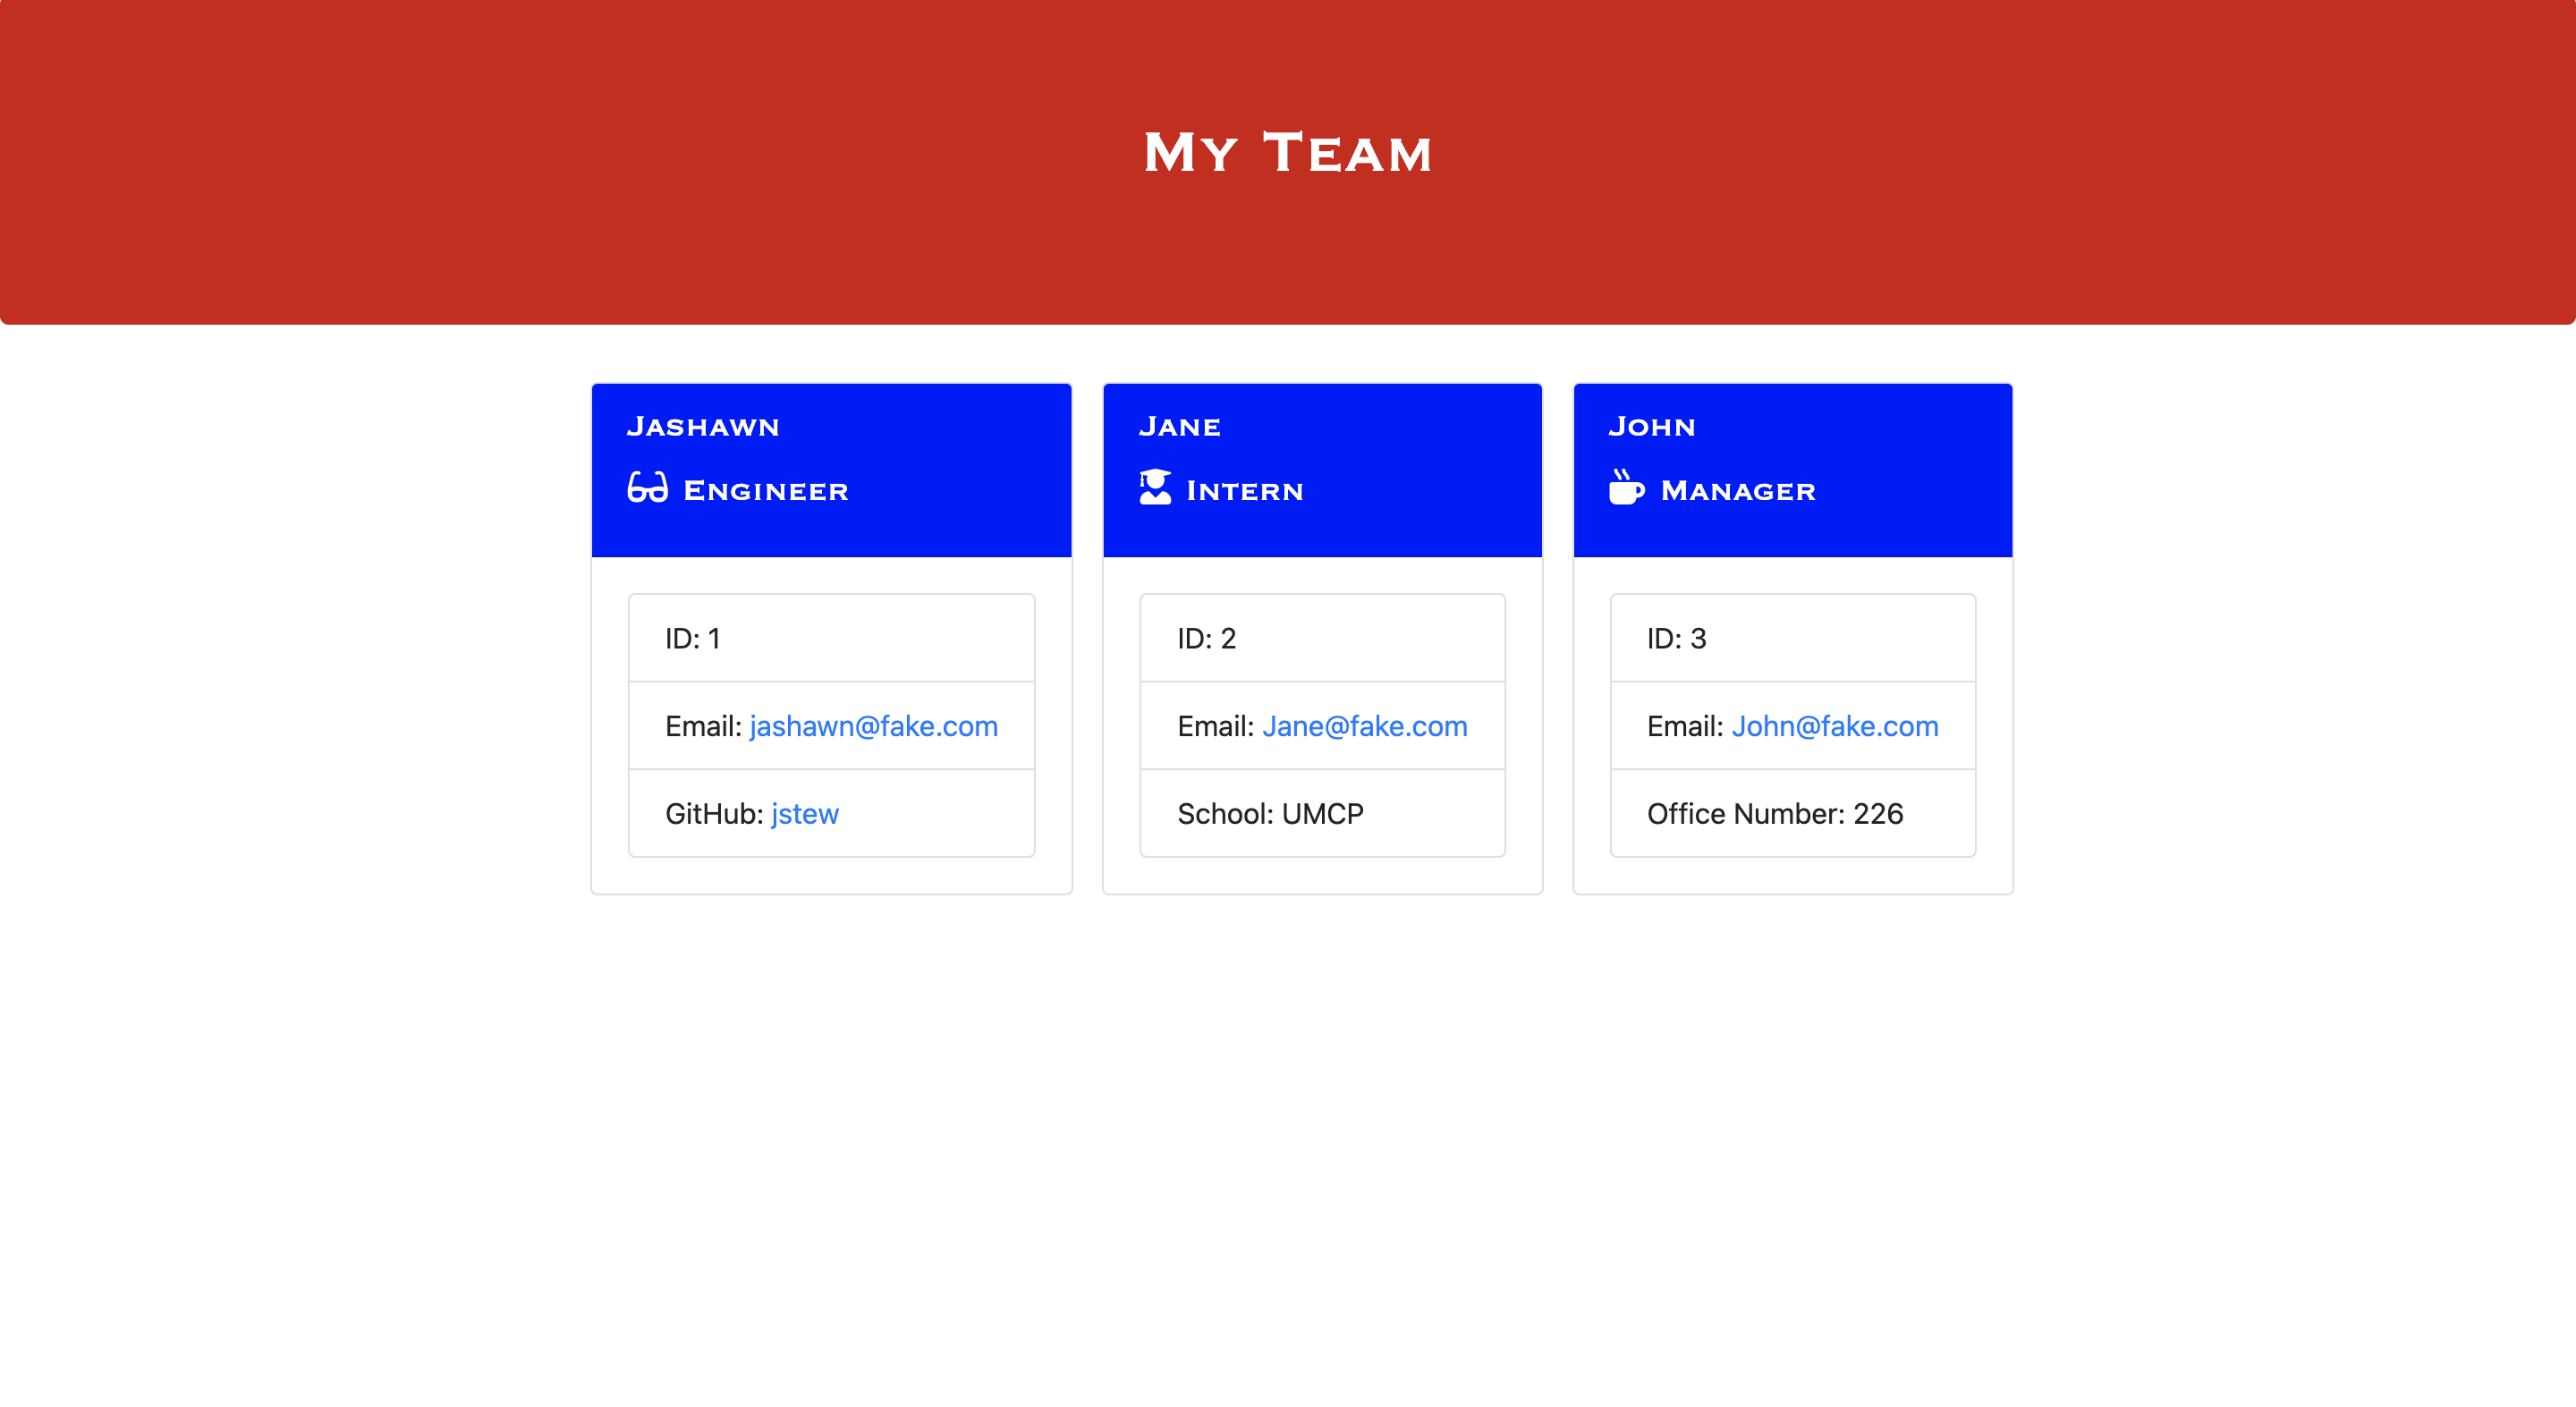 My Team
Jashawn
Engineer
ID: 1
Email: jashawn@fake.com
GitHub: jstew
Jane
Intern
ID: 2
Email: Jane@fake.com
School: UMCP
John
Manager
ID: 3
Email: John@fake.com
Office Number: 226